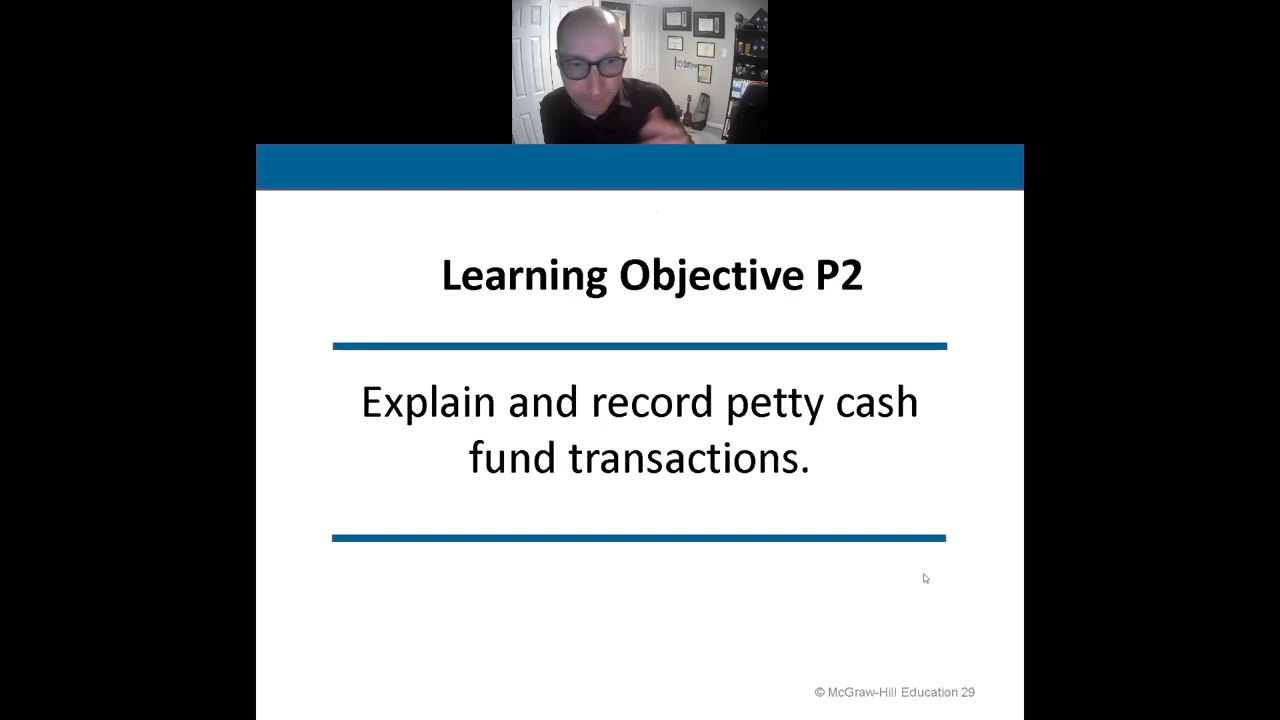 Learning Objective P2
Explain and record petty cash
fund transactions.
© McGraw-Hill Education 29